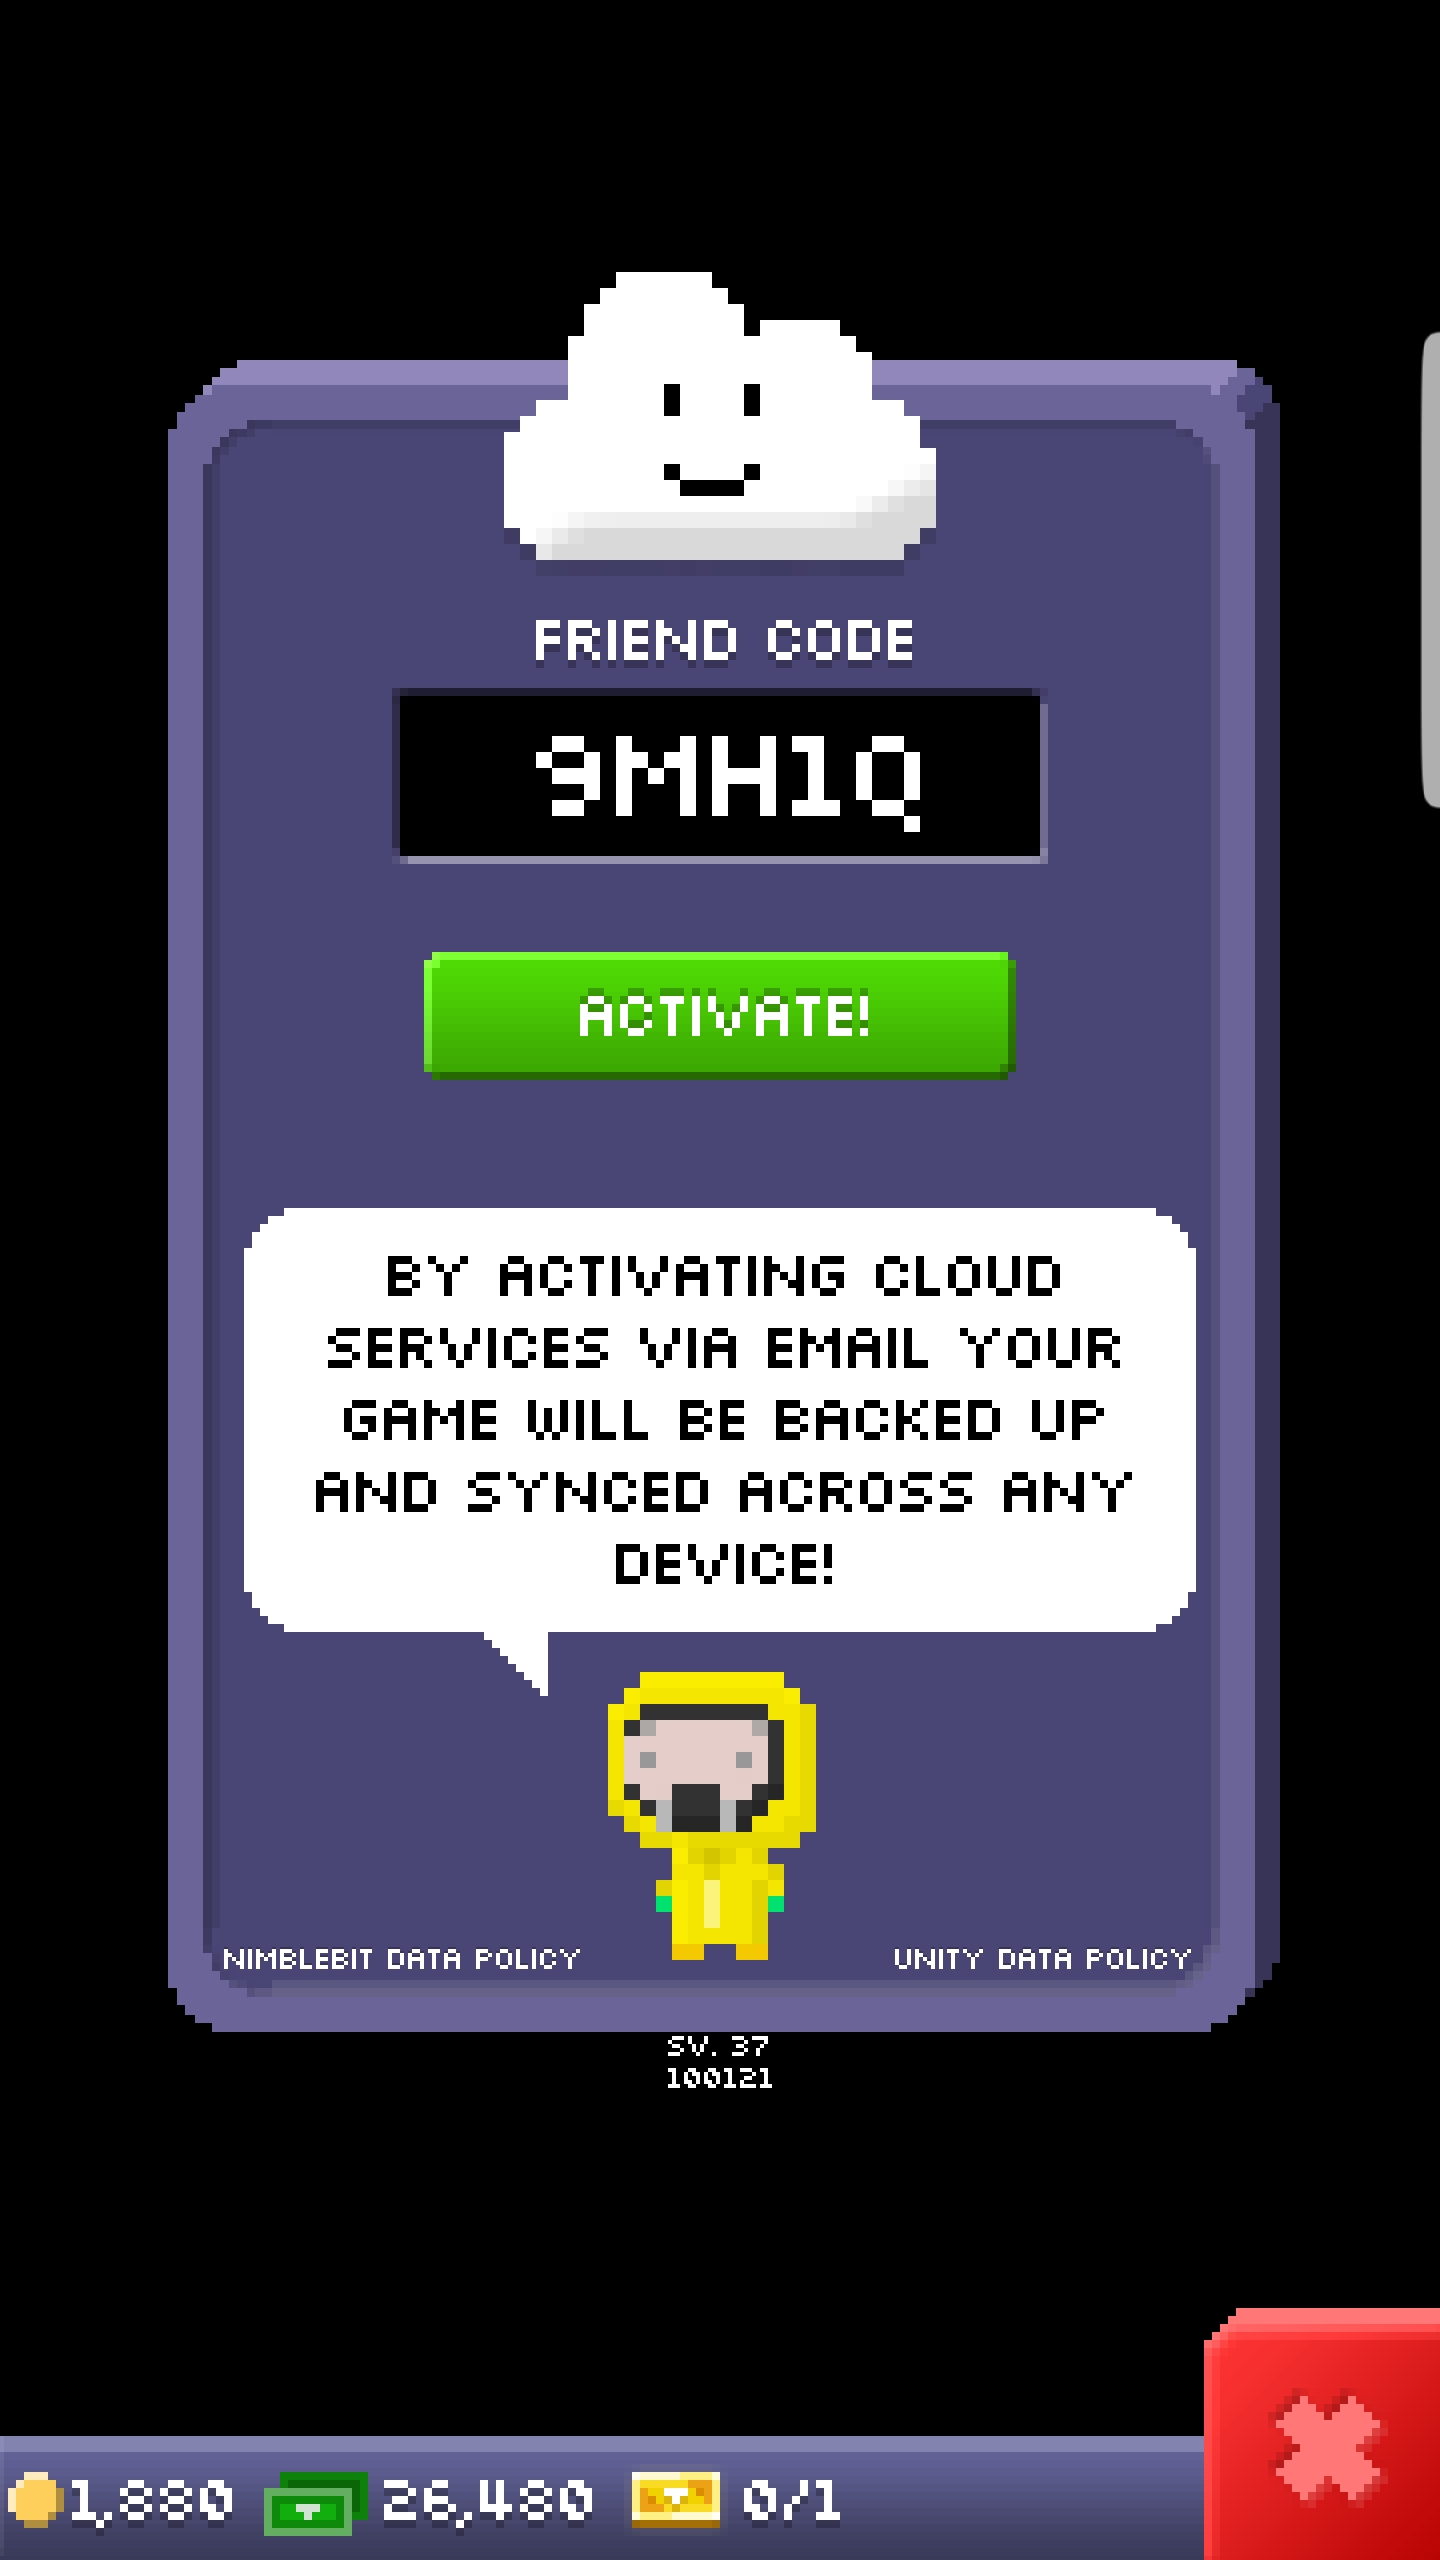 FRIEND CODE
9MH1Q
ACTIVATE!
BY ACTIVATING CLOUD
SERVICES VIA EMAIL YOUR
GAME WILL BE BACKED UP
AND SYNCED ACROSS ANY
DEVICE!
NIMBLEBIT DATA POLICY
UNITY DATA POLICY
SV. 37
100121
1,880 26,480 0/1